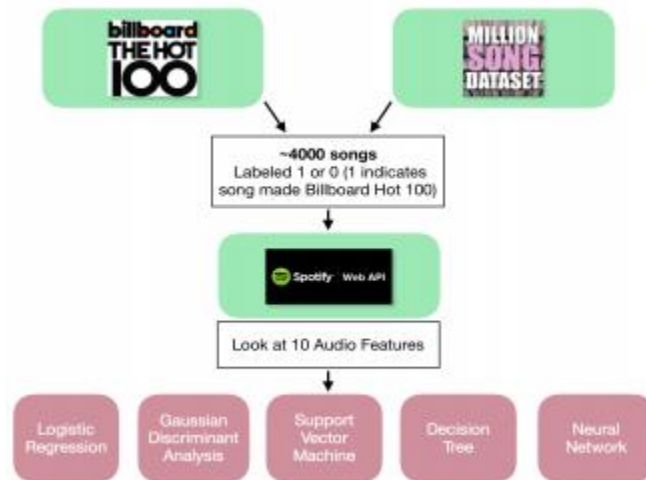 billboard
THE HOT
100
MILLION
SONG
DATASET
~4000 songs
Labeled 1 or 0 (1 indicates
song made Billboard Hot 100)
Spotify Web API
Look at 10 Audio Features
Logistic
Regression
Gaussian
Discriminant
Analysis
Support
Vector
Machine
Decision
Tree
Neural
Network